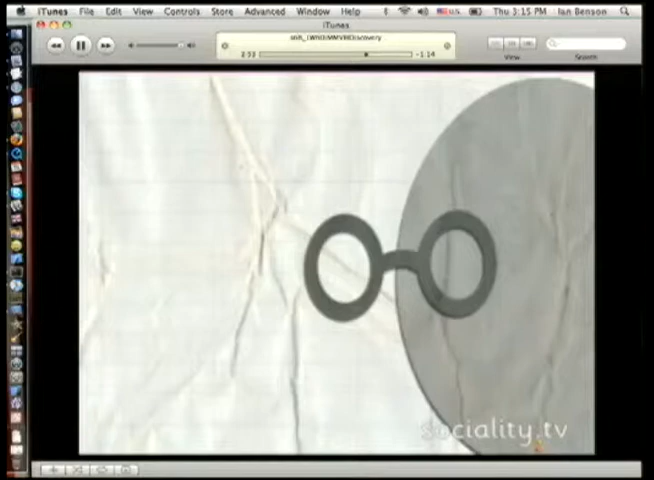 iTunes File Edit View Controls Store Advanced Window Help Thu 3:15 PM Ian Benson
iTunes
2:53 -1:14
View Search
sociality.tv